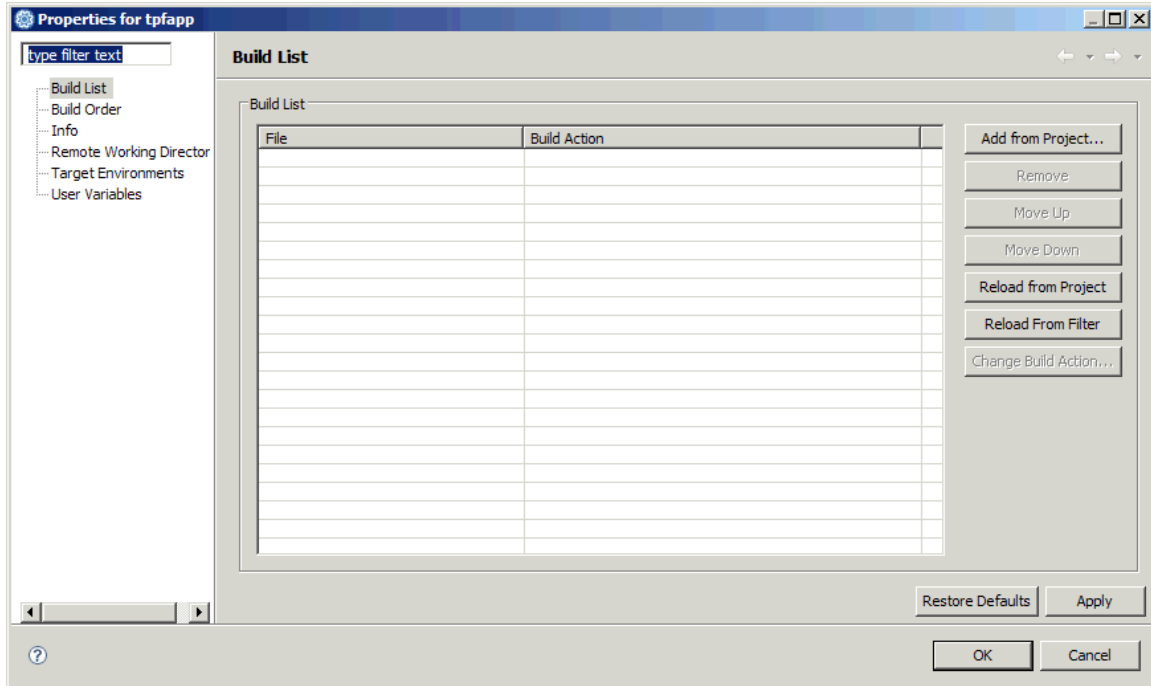 Properties for tpfapp
type filter text
Build List
Build Order
Info
Remote Working Director
Target Environments
User Variables
Build List
Build List
File Build Action
Add from Project...
Remove
Move Up
Move Down
Reload from Project
Reload From Filter
Change Build Action...
Restore Defaults Apply
? OK Cancel